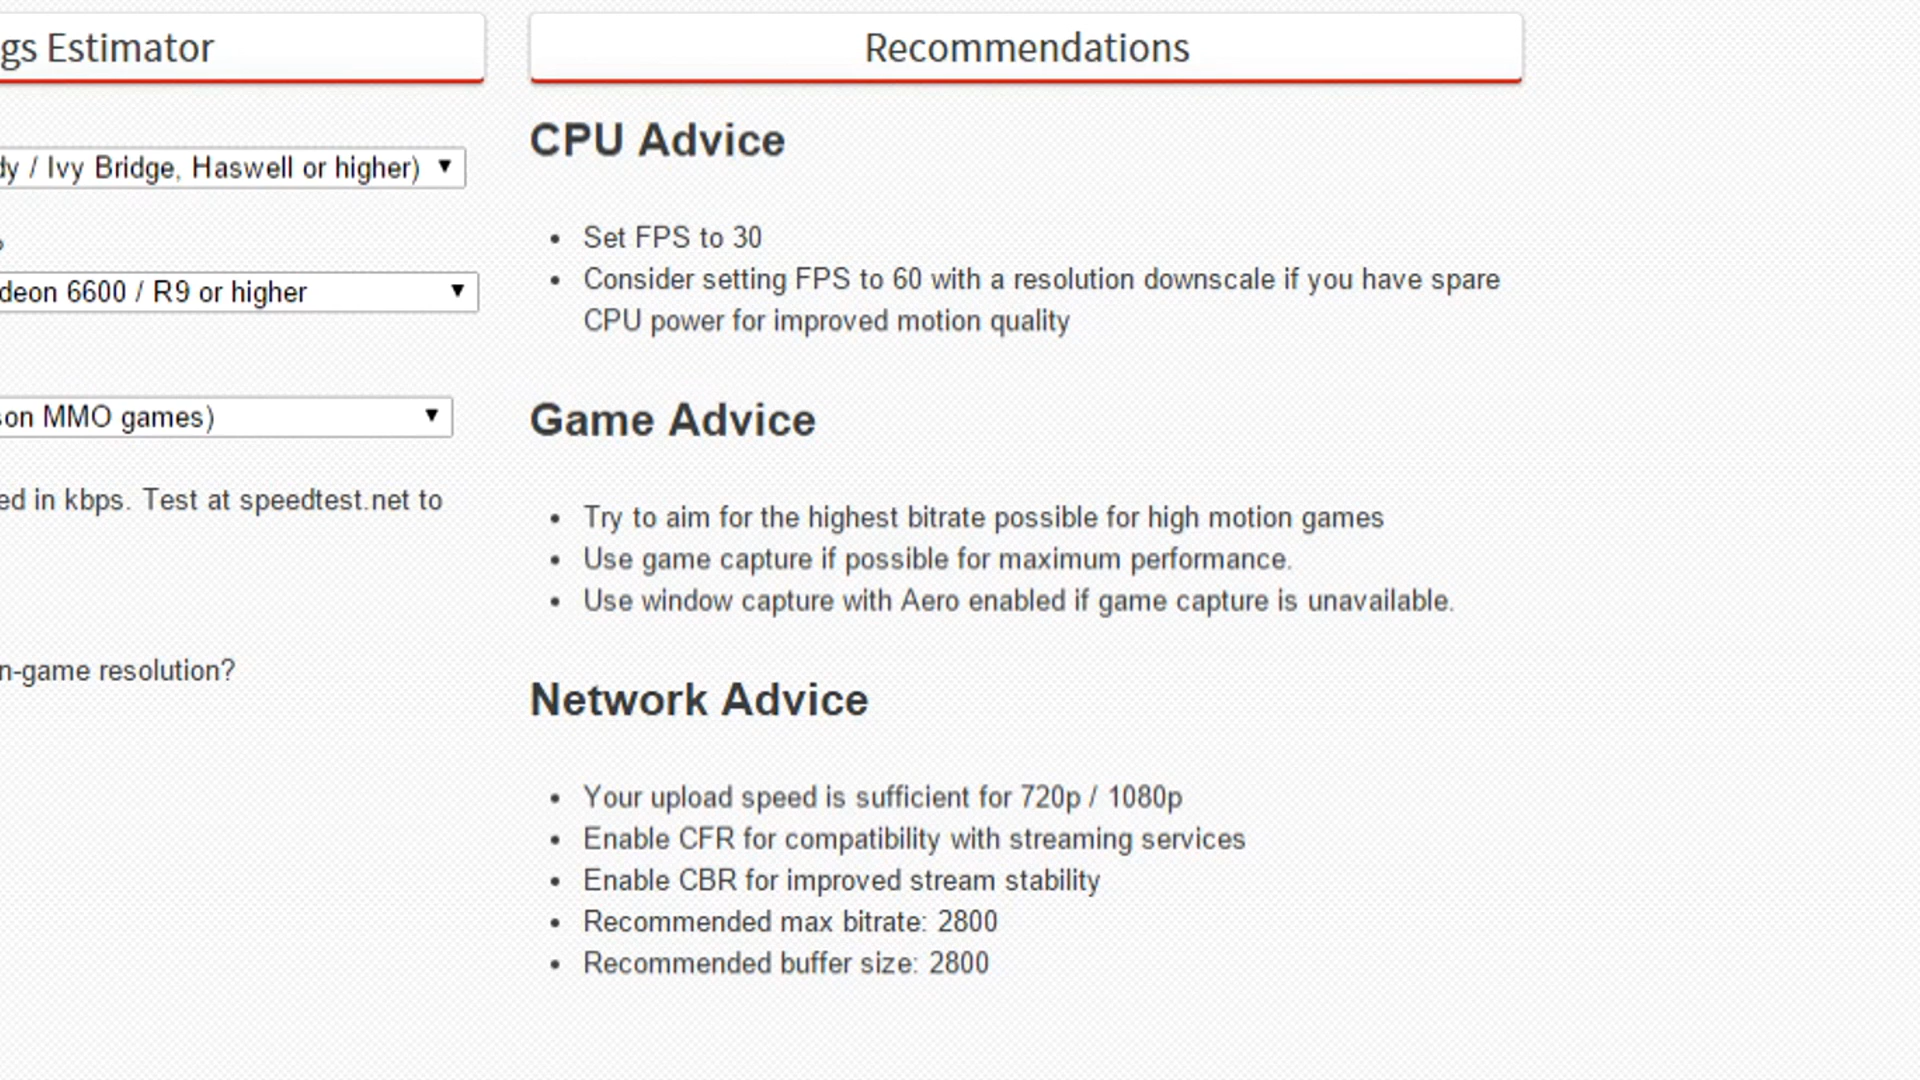 gs Estimator
dy / Ivy Bridge, Haswell or higher)
deon 6600 / R9 or higher
son MMO games)
ed in kbps. Test at speedtest.net to
n-game resolution?
Recommendations
CPU Advice
Set FPS to 30
Consider setting FPS to 60 with a resolution downscale if you have spare
CPU power for improved motion quality
Game Advice
Try to aim for the highest bitrate possible for high motion games
Use game capture if possible for maximum performance.
Use window capture with Aero enabled if game capture is unavailable.
Network Advice
Your upload speed is sufficient for 720p / 1080p
Enable CFR for compatibility with streaming services
Enable CBR for improved stream stability
Recommended max bitrate: 2800
Recommended buffer size: 2800